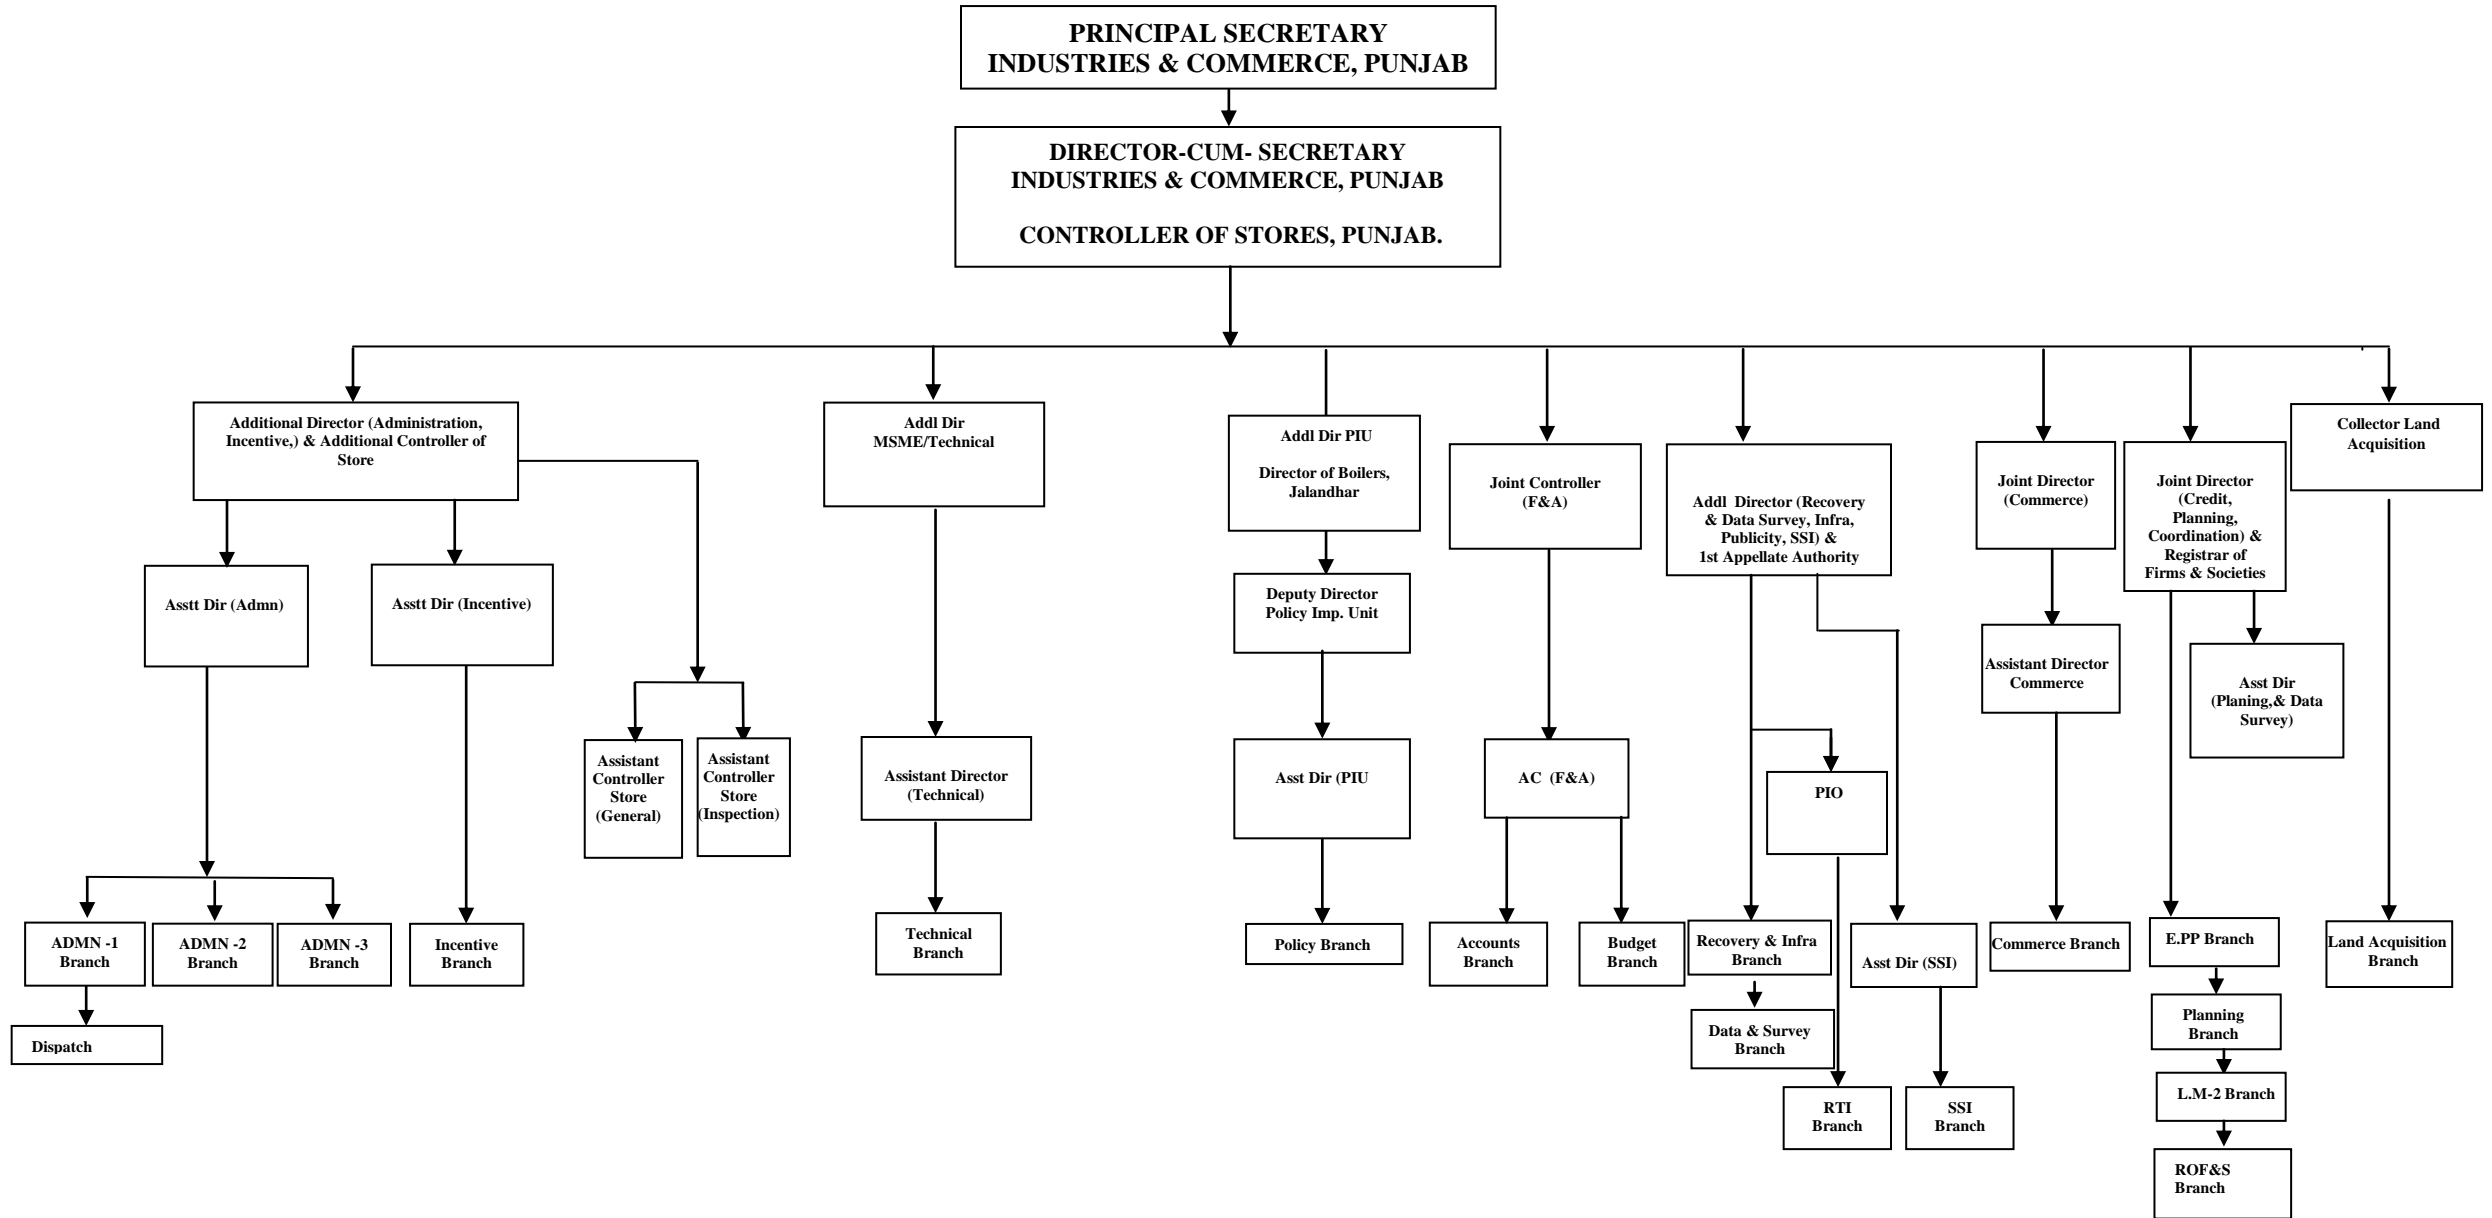 PRINCIPAL SECRETARY
INDUSTRIES & COMMERCE, PUNJAB
DIRECTOR-CUM- SECRETARY
INDUSTRIES & COMMERCE, PUNJAB
CONTROLLER OF STORES, PUNJAB.
Additional Director (Administration,
Incentive,) & Additional Controller of
Store
Addl Dir
MSME/Technical
Addl Dir PIU
Director of Boilers,
Jalandhar
Joint Controller
(F&A)
Addl Director (Recovery
& Data Survey, Infra,
Publicity, SSI) &
1st Appellate Authority
Joint Director
(Commerce)
Joint Director
(Credit,
Planning,
Coordination) &
Registrar of
Firms & Societies
Collector Land
Acquisition
Asstt Dir (Admn)
Asstt Dir (Incentive)
Deputy Director
Policy Imp. Unit
Assistant Director
Commerce
Asst Dir
(Planing,& Data
Survey)
Assistant
Controller
Store
(General)
Assistant
Controller
Store
(Inspection)
Assistant Director
(Technical)
Asst Dir (PIU
AC (F&A)
PIO
ADMN -1
Branch
ADMN -2
Branch
ADMN -3
Branch
Incentive
Branch
Technical
Branch
Policy Branch
Accounts
Branch
Budget
Branch
Recovery & Infra
Branch
Asst Dir (SSI)
Commerce Branch
E.PP Branch
Land Acquisition
Branch
Dispatch
Data & Survey
Branch
Planning
Branch
L.M-2 Branch
RTI
Branch
SSI
Branch
ROF&S
Branch